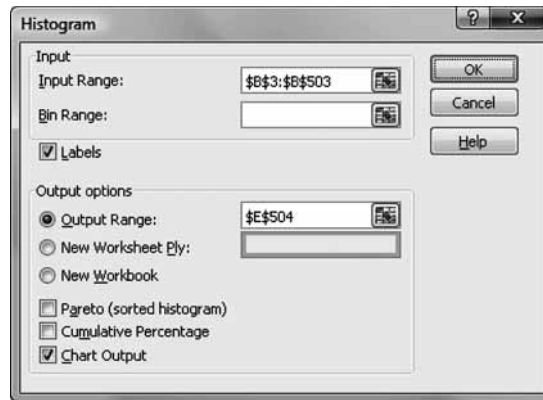 Histogram
?
X
Input
Input Range:
$B$3:$B$503
Bin Range:
Labels
OK
Cancel
Help
Output options
Output Range:
$E$504
New Worksheet Ply:
New Workbook
Pareto (sorted histogram)
Cumulative Percentage
Chart Output